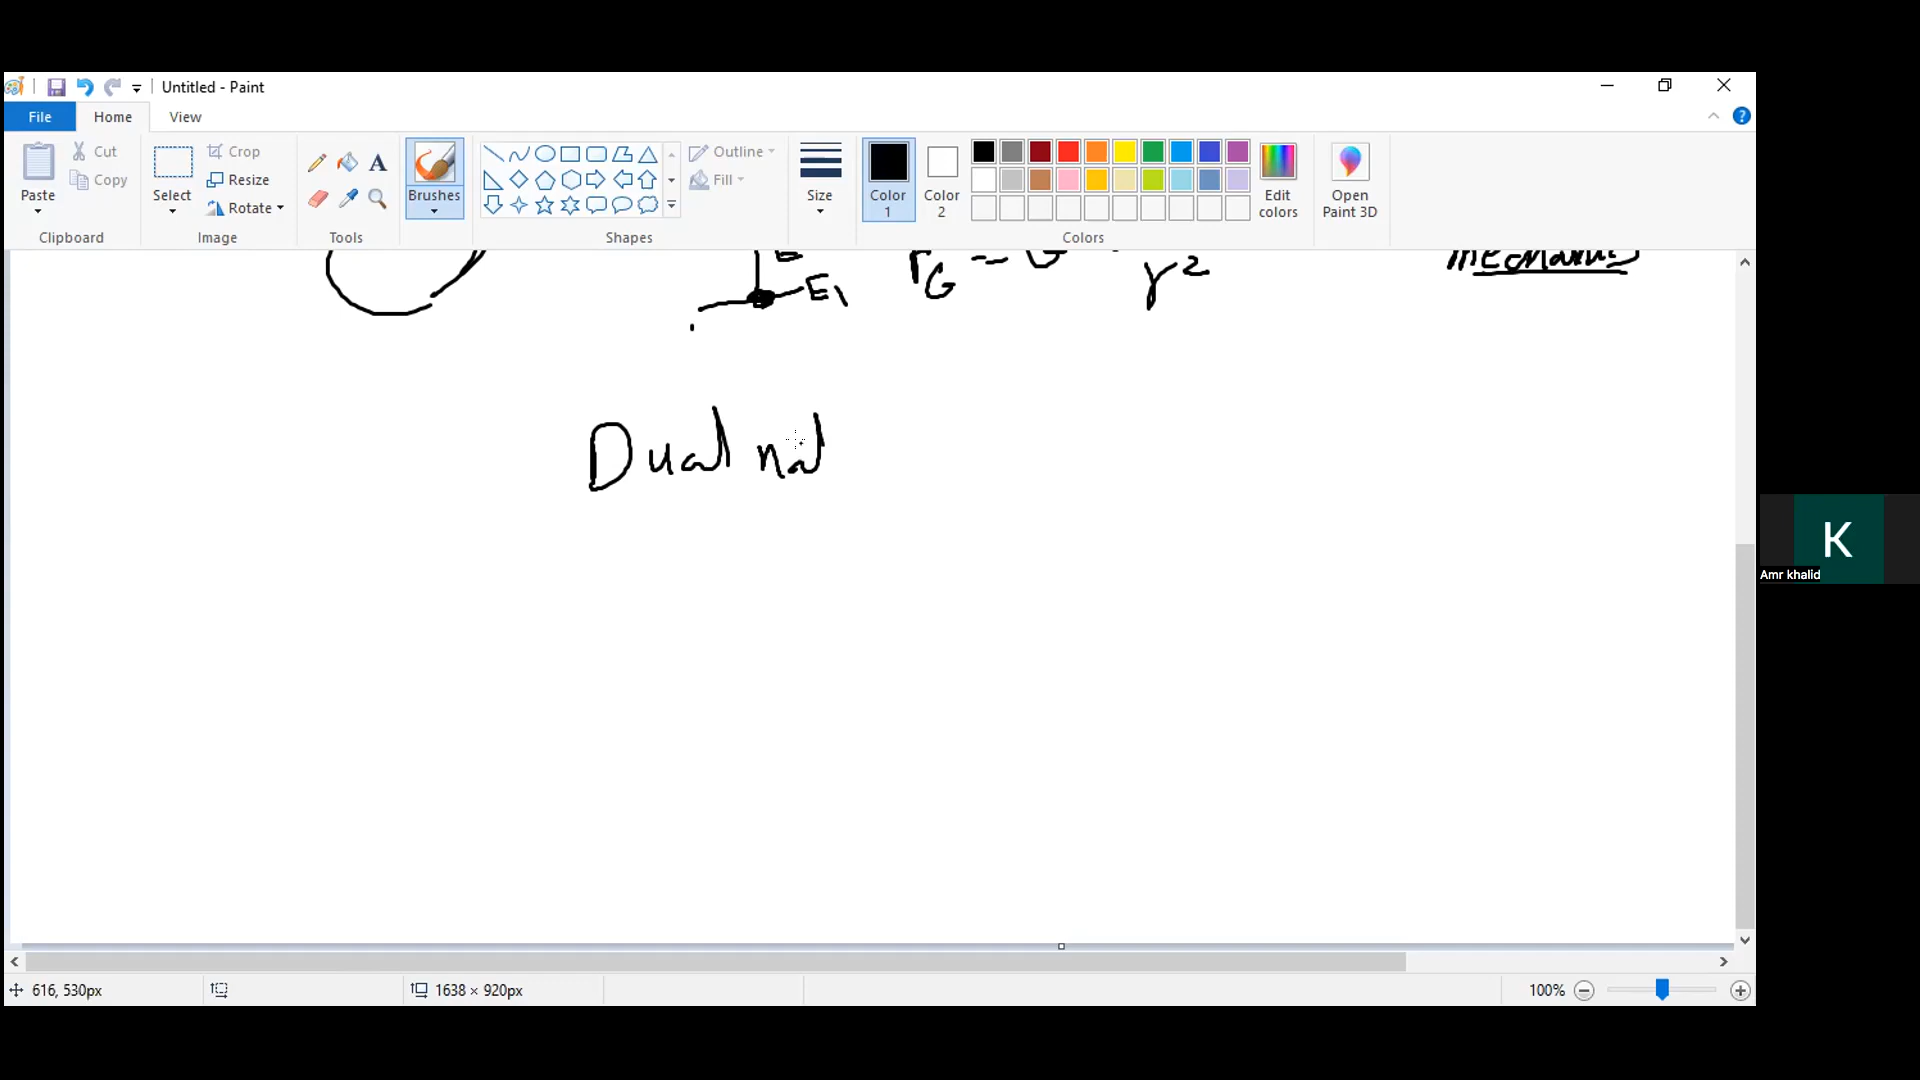 Untitled - Paint
File Home View
Paste Cut Copy Select Crop Resize Rotate Brushes Outline Fill Size Color 1 Color 2 Edit colors Open Paint 3D
Clipboard Image Tools Shapes Colors
E1
G
r2
Dual nat
K
Amr khalid
616, 530px 1638 × 920px 100%